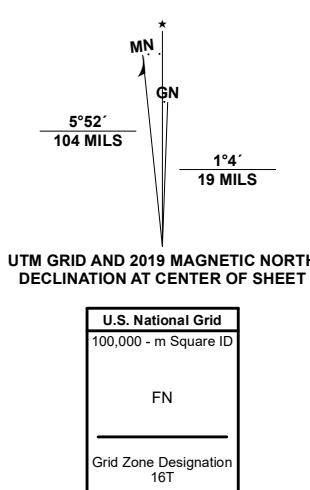 ★
MN
GN
5°52´
104 MILS
1°4´
19 MILS
UTM GRID AND 2019 MAGNETIC NORTH
DECLINATION AT CENTER OF SHEET
U.S. National Grid
100,000 - m Square ID
FN
Grid Zone Designation
16T